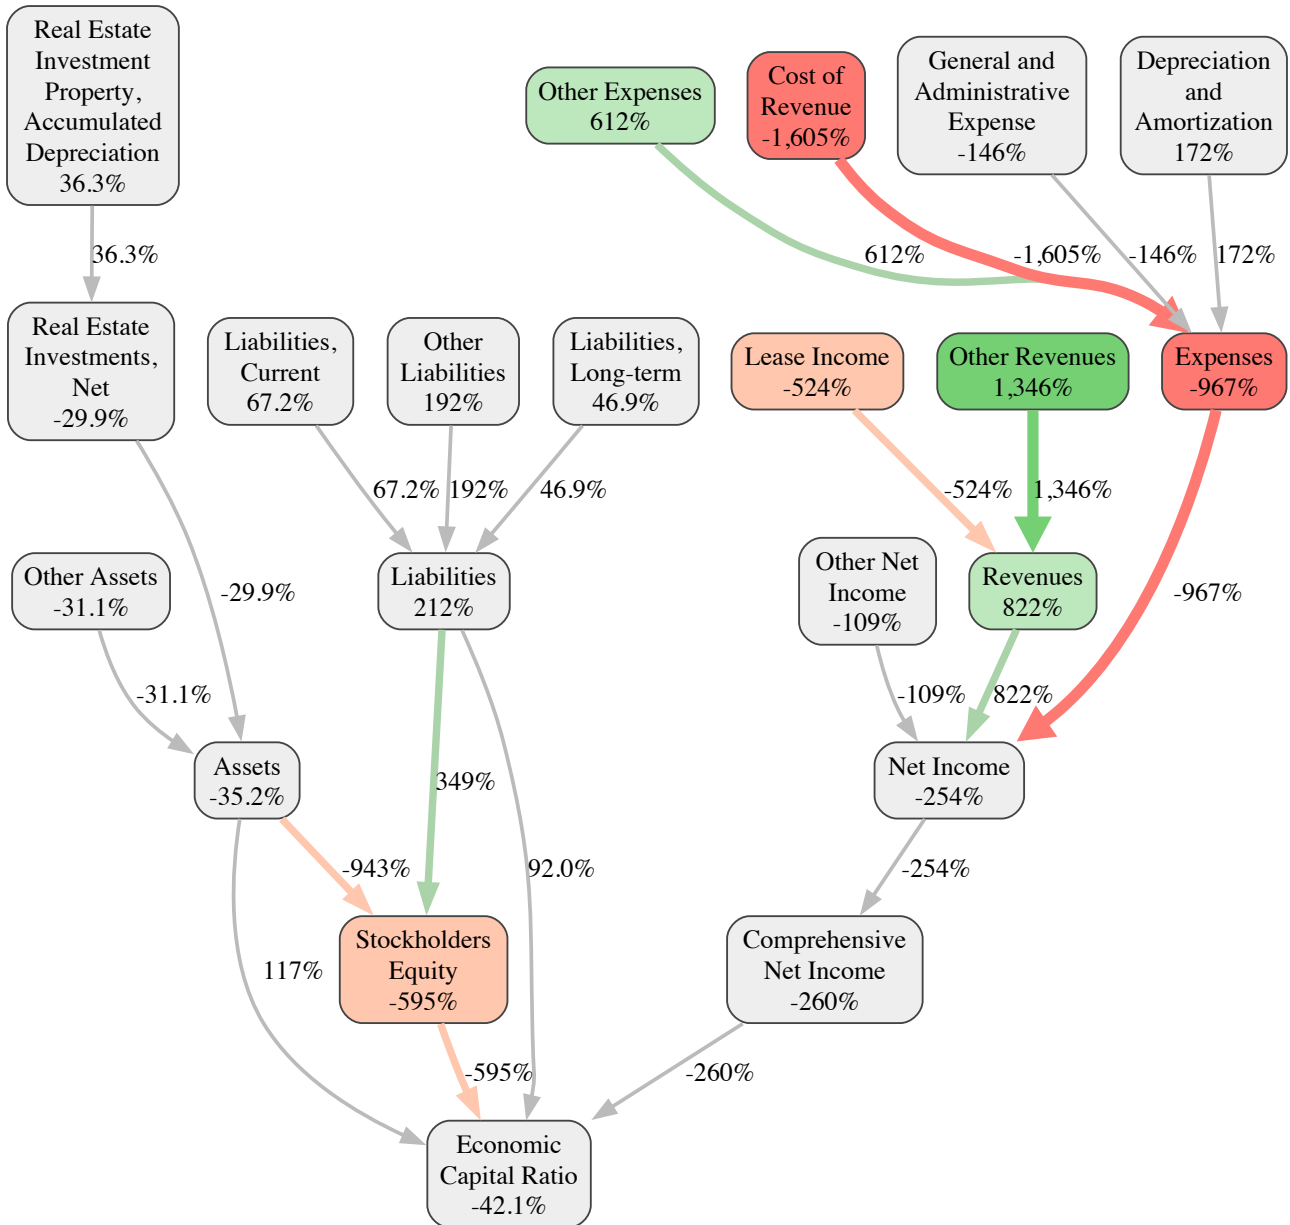 Real Estate
Investment
Property,
Accumulated
Depreciation
36.3%
Other Expenses
612%
Cost of
Revenue
-1,605%
General and
Administrative
Expense
-146%
Depreciation
and
Amortization
172%
36.3%
612%
-1,605%
-146%
172%
Real Estate
Investments,
Net
-29.9%
Liabilities,
Current
67.2%
Other
Liabilities
192%
Liabilities,
Long-term
46.9%
Lease Income
-524%
Other Revenues
1,346%
Expenses
-967%
67.2%
192%
46.9%
-524%
1,346%
Other Assets
-31.1%
-29.9%
Liabilities
212%
Other Net
Income
-109%
Revenues
822%
-967%
-31.1%
-109%
822%
Assets
-35.2%
349%
Net Income
-254%
-943%
92.0%
-254%
117%
Stockholders
Equity
-595%
Comprehensive
Net Income
-260%
-595%
-260%
Economic
Capital Ratio
-42.1%